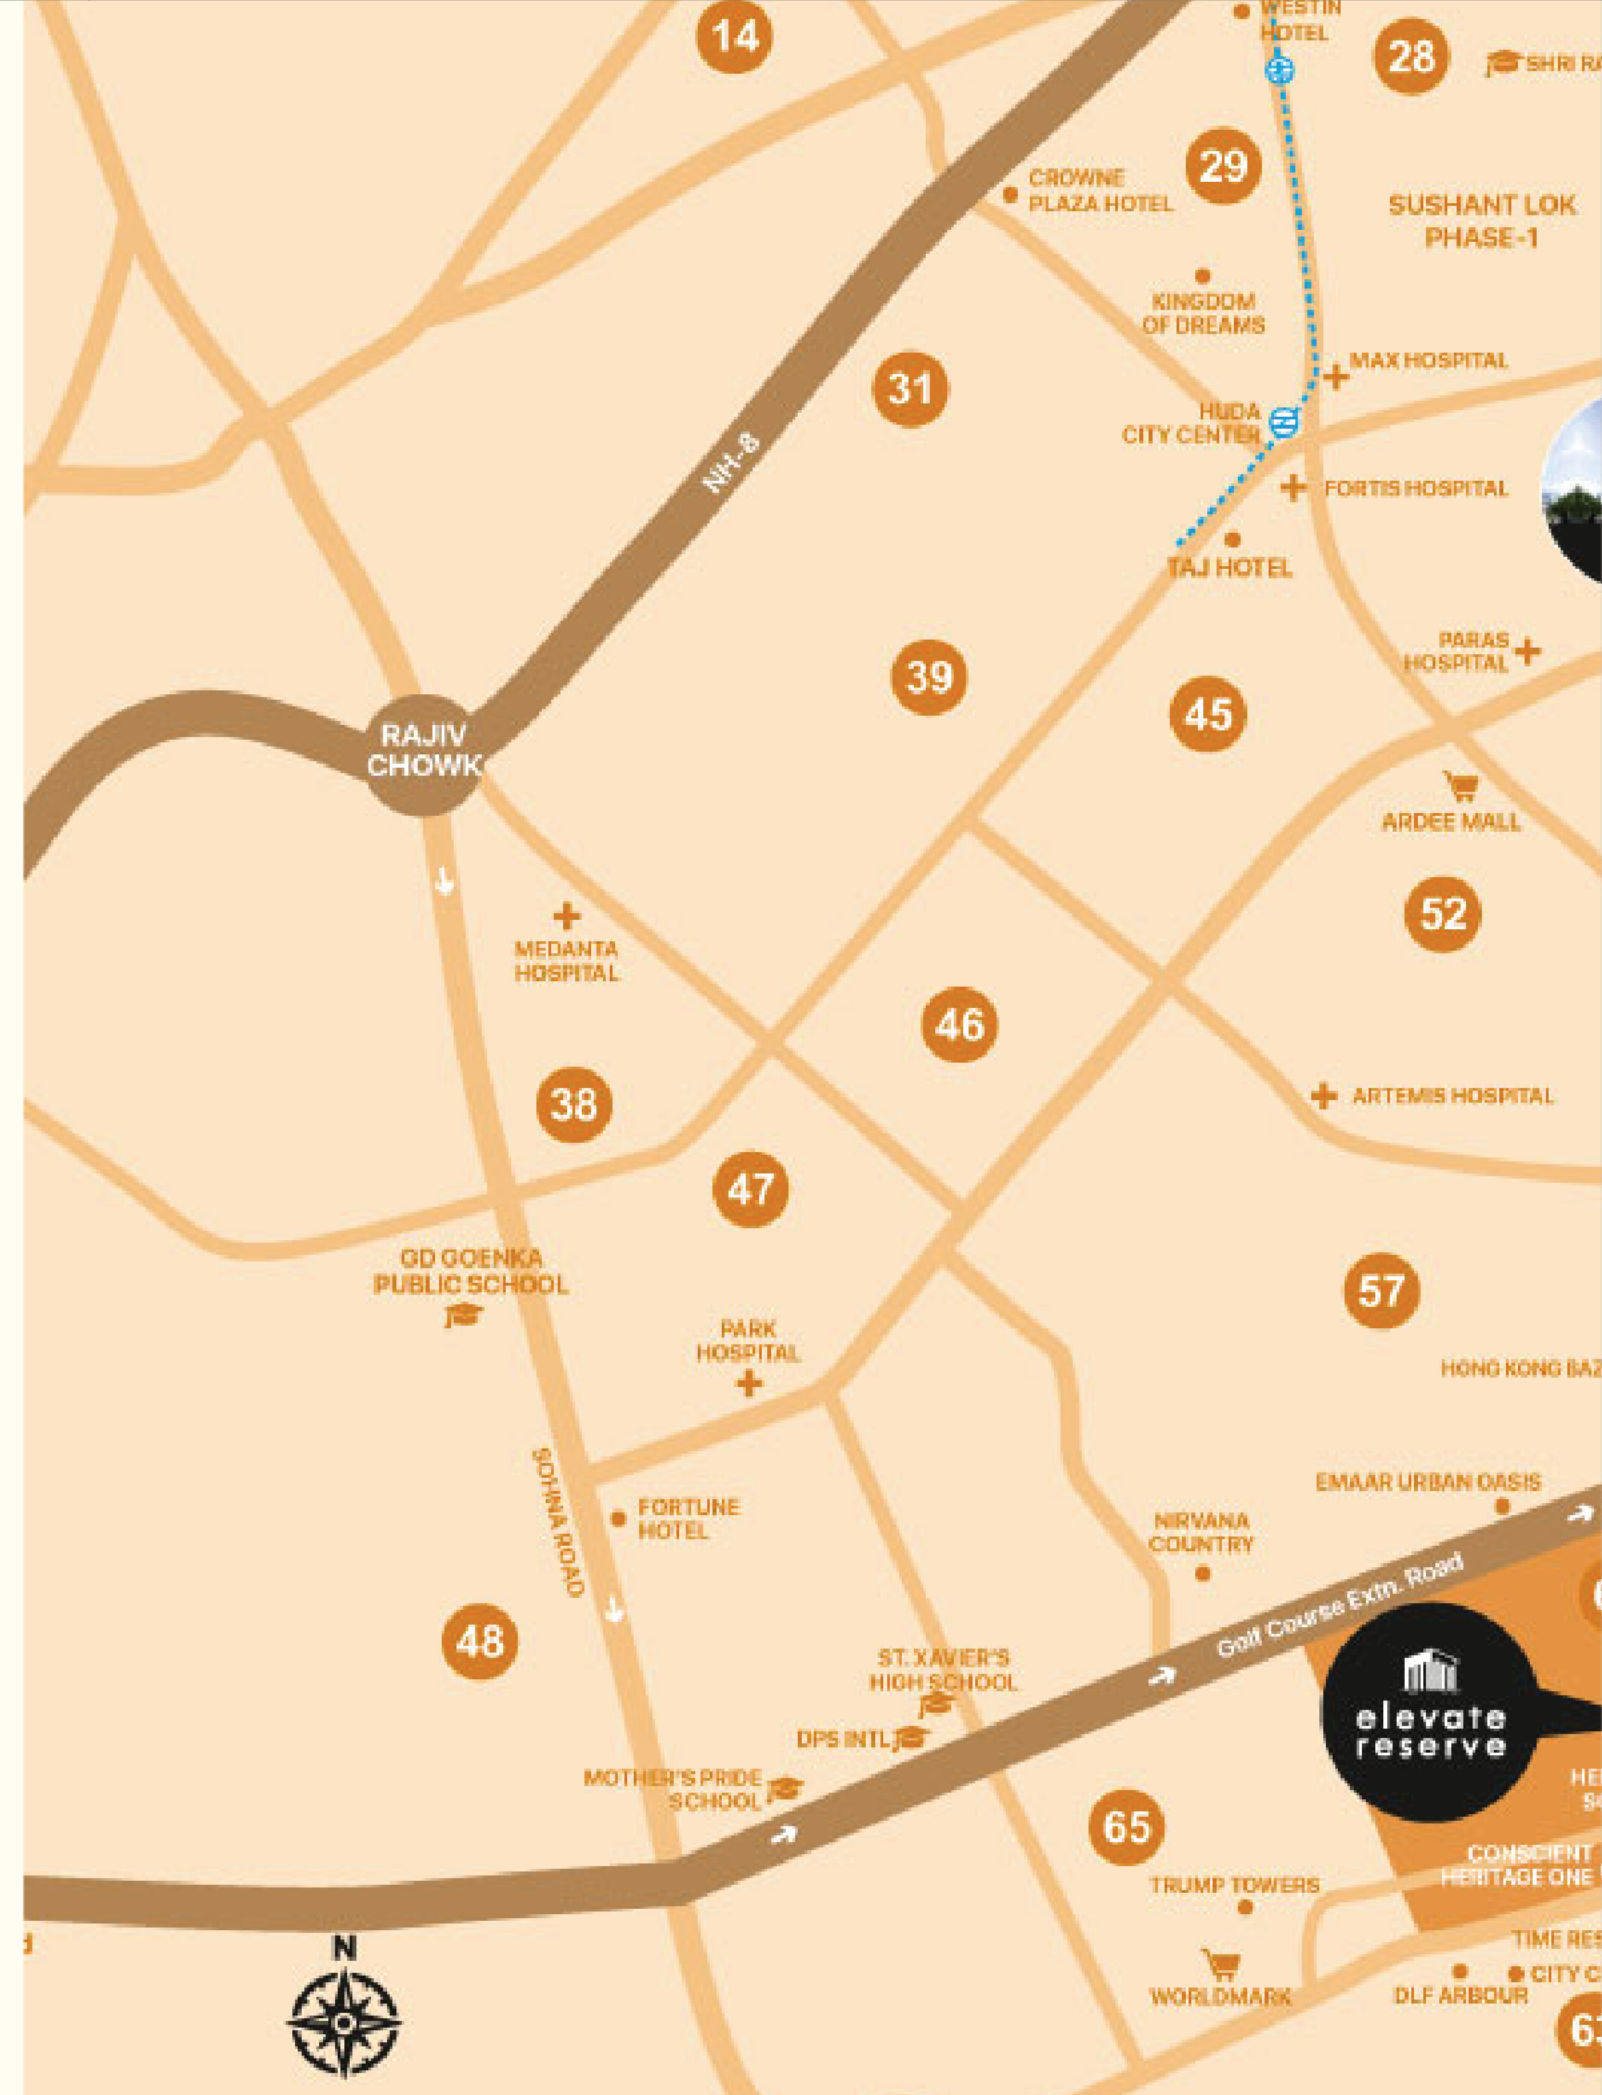 14
WESTIN
HOTEL
28
SHRI
29
CROWNE
PLAZA HOTEL
SUSHANT LOK
PHASE-1
KINGDOM
OF DREAMS
31
MAX HOSPITAL
HUDA
CITY CENTER
NH-8
FORTIS HOSPITAL
TAJ HOTEL
PARAS
HOSPITAL
39
45
RAJIV
CHOWK
ARDEE MALL
52
MEDANTA
HOSPITAL
46
38
ARTEMIS HOSPITAL
47
GD GOENKA
PUBLIC SCHOOL
57
PARK
HOSPITAL
HONG KONG
EMAAR URBAN OASIS
SOHNA ROAD
FORTUNE
HOTEL
NIRVANA
COUNTRY
Golf Course Extn. Road
48
ST. XAVIER'S
HIGH SCHOOL
elevate
reserve
DPS INTL
MOTHER'S PRIDE
SCHOOL
65
CONSCIENT
HERITAGE ONE
TRUMP TOWERS
N
TIME
CITY
WORLDMARK
DLF ARBOUR